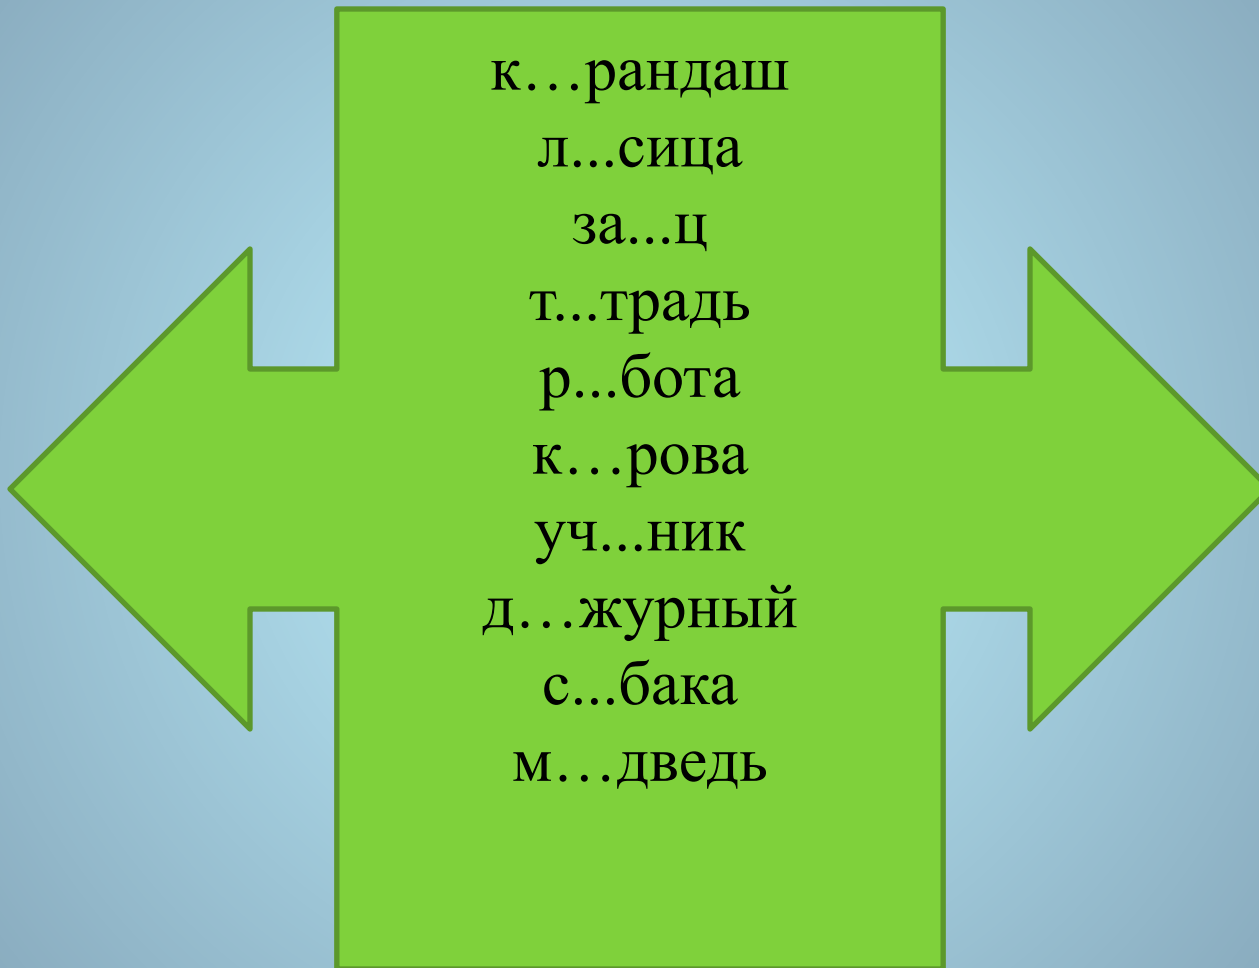 к…рандаш
л...сица
за...ц
т...традь
р...бота
к…рова
уч...ник
д…журный
с...бака
м…дведь